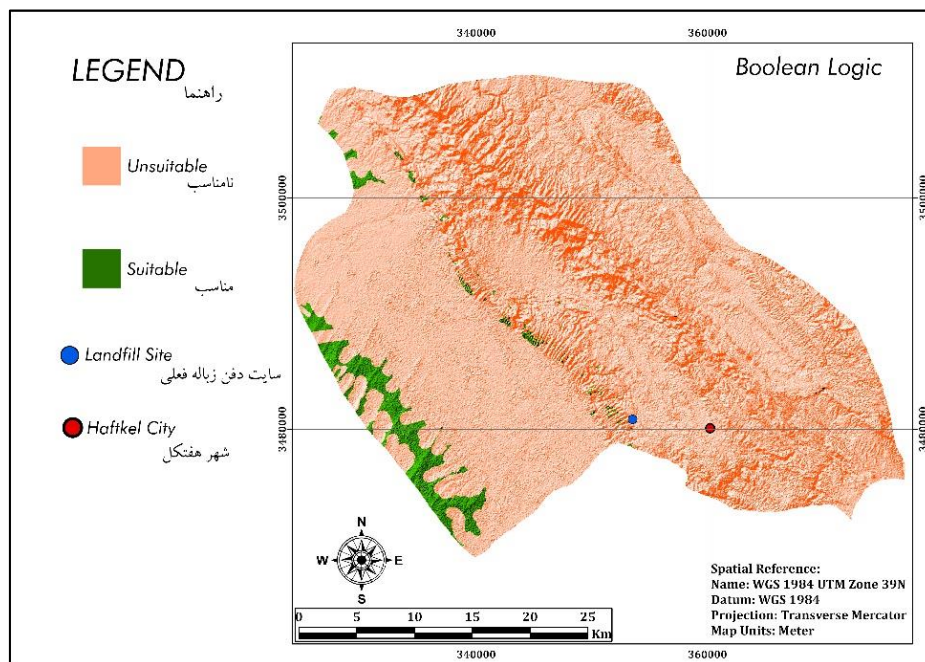 340000
360000
LEGEND
راهنما
Boolean Logic
Unsuitable
نامناسب
3500000
3500000
Suitable
مناسب
Landfill Site
سایت دفن زباله فعلی
Haftkel City
شهر هفتکل
3480000
3480000
N
W
E
S
Spatial Reference:
Name: WGS 1984 UTM Zone 39N
Datum: WGS 1984
Projection: Transverse Mercator
Map Units: Meter
0 5 10 15 20 25
Km
340000
360000